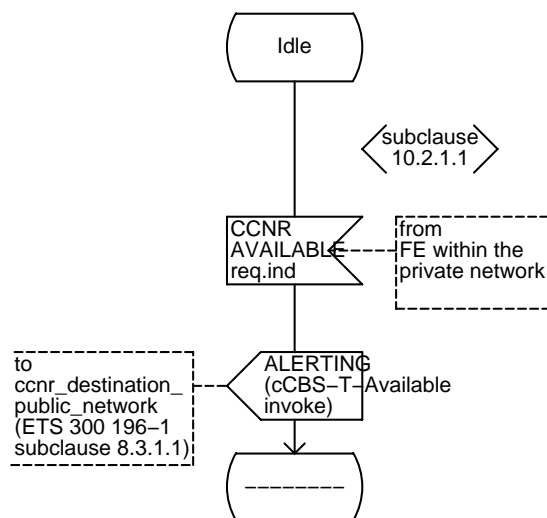 Idle
subclause
10.2.1.1
CCNR
AVAILABLE
req.ind
from
FE within the
private network
to
ccnr_destination_
public_network
(ETS 300 196−1
subclause 8.3.1.1)
ALERTING
(cCBS−T−Available
invoke)